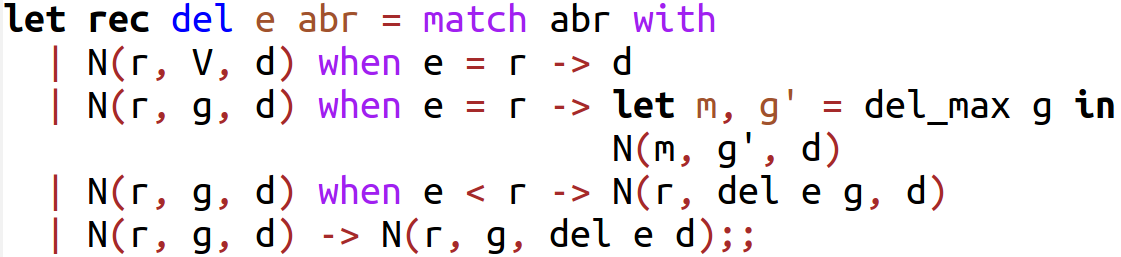 let rec del e abr = match abr with
  | N(r, V, d) when e = r -> d
  | N(r, g, d) when e = r -> let m, g' = del_max g in
                             N(m, g', d)
  | N(r, g, d) when e < r -> N(r, del e g, d)
  | N(r, g, d) -> N(r, g, del e d);;